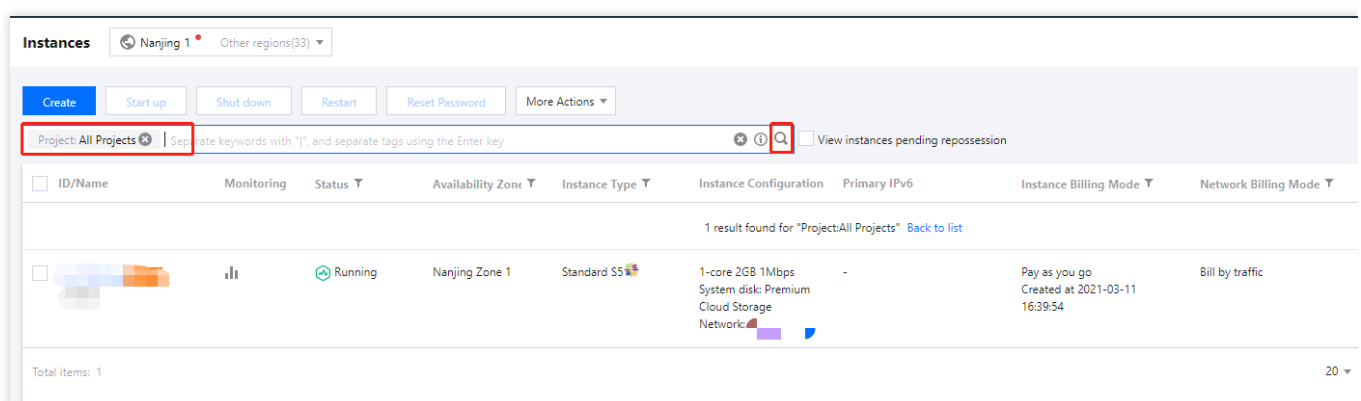 Instances Nanjing 1 Other regions(33)
Create Start up Shut down Restart Reset Password More Actions
Project: All Projects Separate keywords with "|", and separate tags using the Enter key View instances pending repossession
ID/Name Monitoring Status Availability Zone Instance Type Instance Configuration Primary IPv6 Instance Billing Mode Network Billing Mode
1 result found for "Project:All Projects" Back to list
Running Nanjing Zone 1 Standard S5 1-core 2GB 1Mbps - Pay as you go Bill by traffic
System disk: Premium Created at 2021-03-11
Cloud Storage 16:39:54
Network:
Total items: 1 20